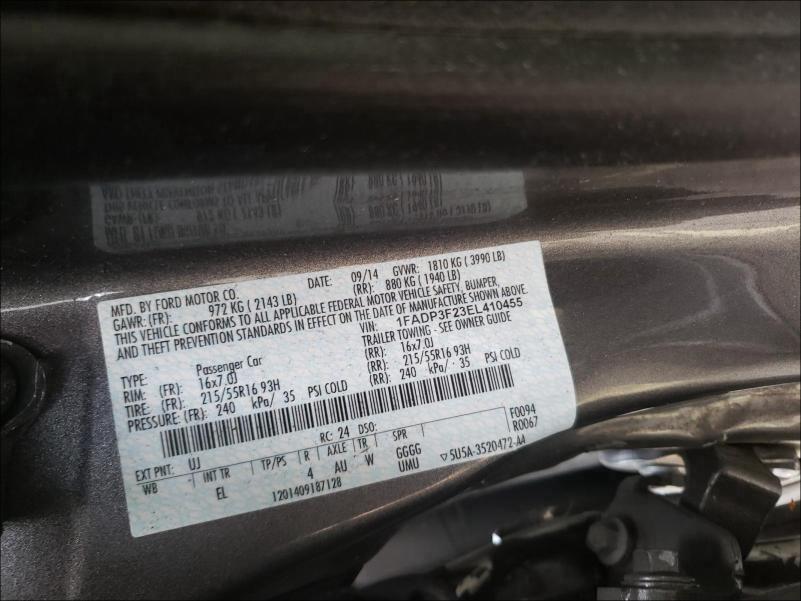 MFD. BY FORD MOTOR CO. DATE: 09/14 GVWR: 1810 KG ( 3990 LB)
GAWR: (FR): 972 KG ( 2143 LB) (RR): 880 KG ( 1940 LB)
THIS VEHICLE CONFORMS TO ALL APPLICABLE FEDERAL MOTOR VEHICLE SAFETY, BUMPER,
AND THEFT PREVENTION STANDARDS IN EFFECT ON THE DATE OF MANUFACTURE SHOWN ABOVE.
VIN: 1FADP3F23EL410455
TYPE: Passenger Car TRAILER TOWING - SEE OWNER GUIDE
RIM: (FR): 16x7.0J (RR): 16x7.0J
TIRE: (FR): 215/55R16 93H (RR): 215/55R16 93H
PRESSURE: (FR): 240 kPa/ 35 PSI COLD (RR): 240 kPa/ 35 PSI COLD
EXT PNT: UJ RC: 24 DSO: F0094
WB INT TR TP/PS R AXLE TR SPR R0067
EL 4 AU W GGGG
UMU ▽5U5A-3520472-AA
1201409187128